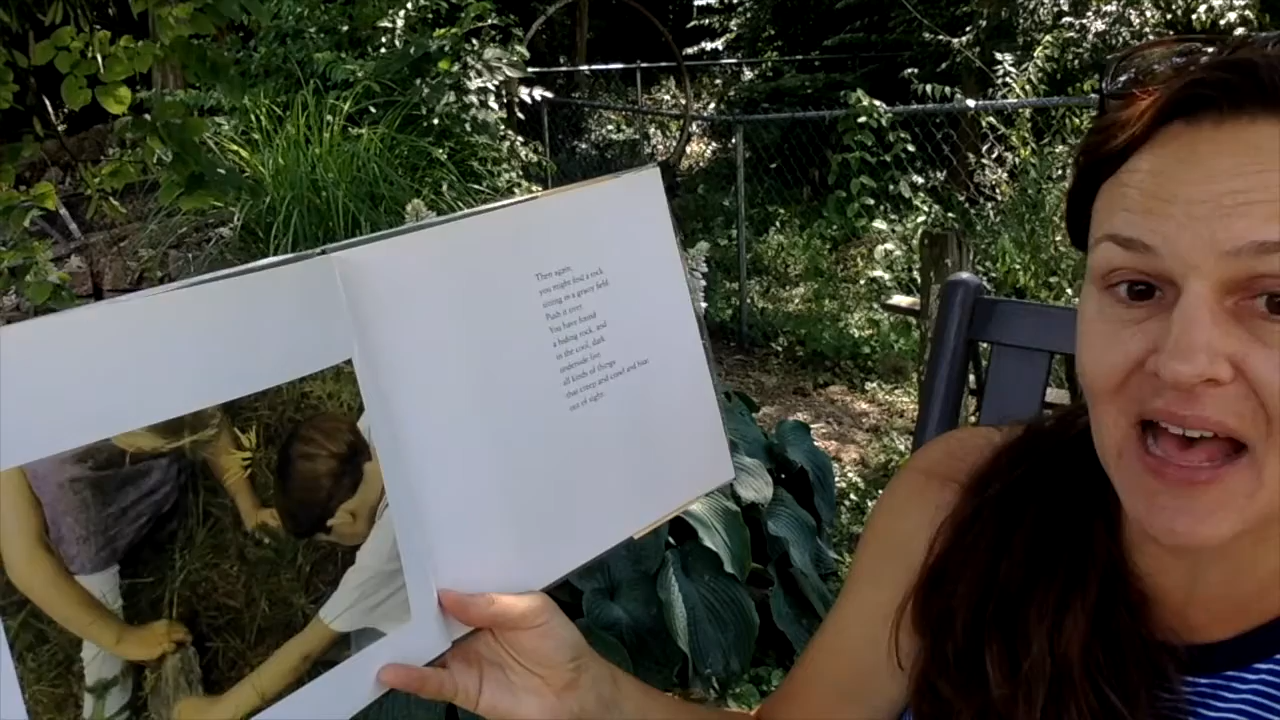 Then again,
you might find a rock
sitting in a grassy field.
Push it over.
You have found
a hiding rock, and
in the cool, dark
underside live
all kinds of things
that creep and crawl and hide
out of sight.